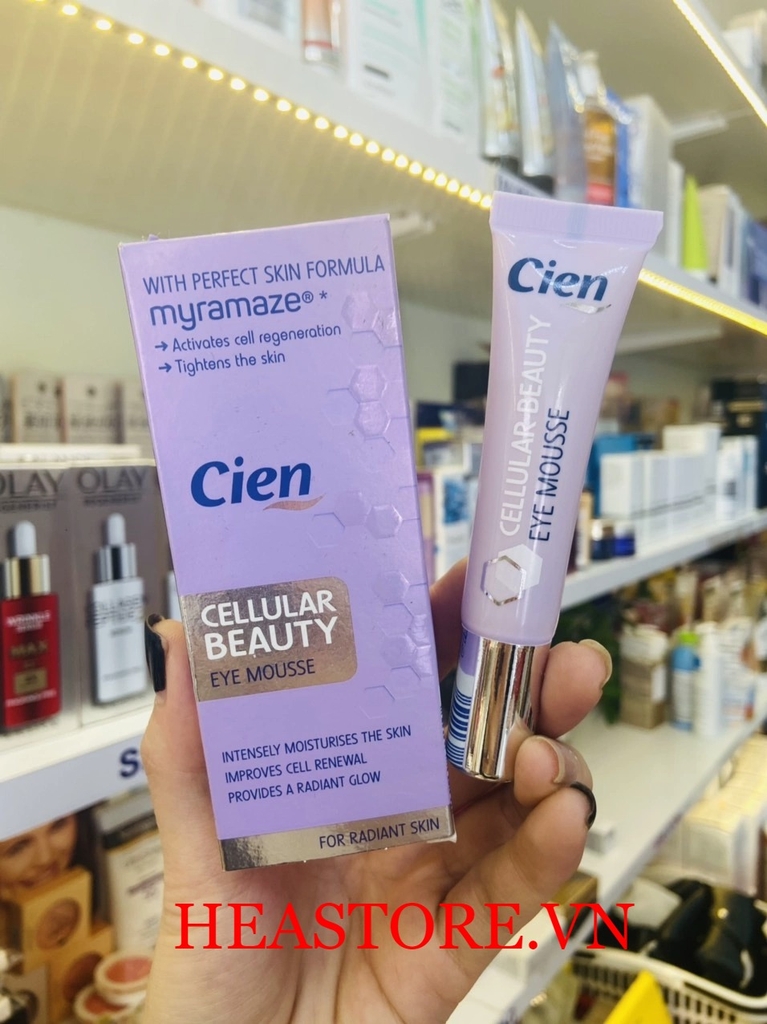 WITH PERFECT SKIN FORMULA
myramaze® *
→ Activates cell regeneration
→ Tightens the skin
Cien
CELLULAR
BEAUTY
EYE MOUSSE
INTENSELY MOISTURISES THE SKIN
IMPROVES CELL RENEWAL
PROVIDES A RADIANT GLOW
FOR RADIANT SKIN
Cien
CELLULAR BEAUTY
EYE MOUSSE
OLAY
OLAY
MAX
HEASTORE.VN